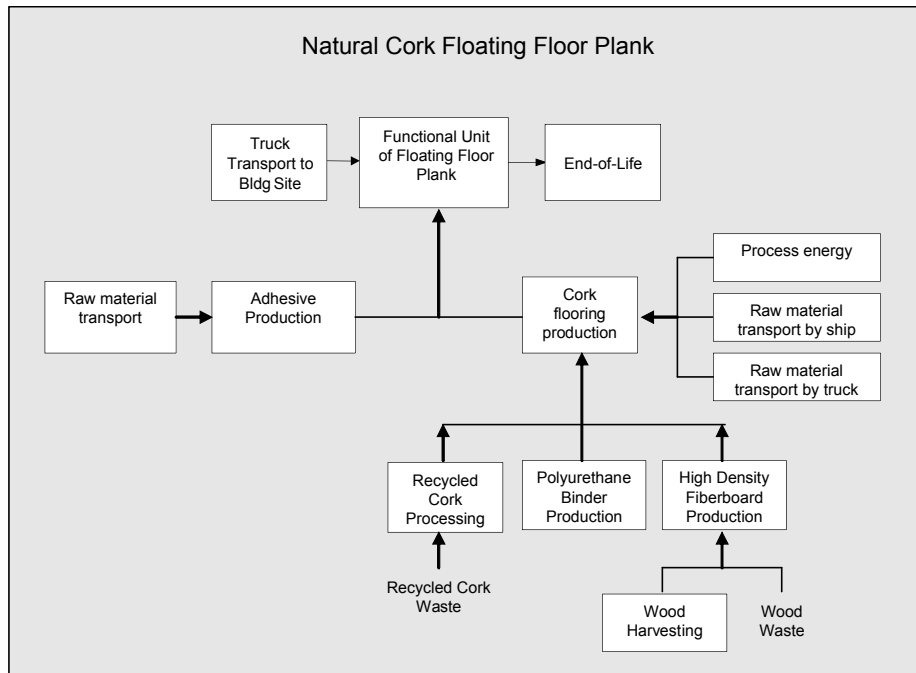 Natural Cork Floating Floor Plank
Truck
Transport to
Bldg Site
Functional Unit
of Floating Floor
Plank
End-of-Life
Raw material
transport
Adhesive
Production
Cork
flooring
production
Process energy
Raw material
transport by ship
Raw material
transport by truck
Recycled
Cork
Processing
Polyurethane
Binder
Production
High Density
Fiberboard
Production
Recycled Cork
Waste
Wood
Harvesting
Wood
Waste